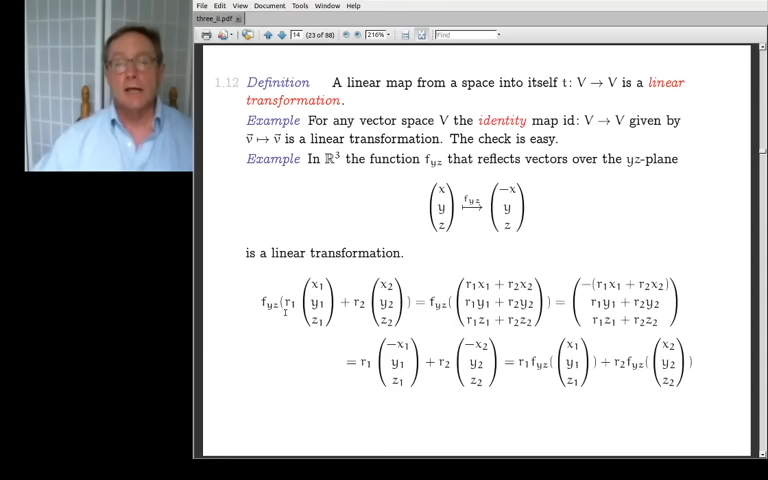 File Edit View Document Tools Window Help
three_ii.pdf
14 (23 of 88) 216% Find
1.12 Definition A linear map from a space into itself t: V → V is a linear
transformation.
Example For any vector space V the identity map id: V → V given by
v⃗ ↦ v⃗ is a linear transformation. The check is easy.
Example In ℝ³ the function f_yz that reflects vectors over the yz-plane
(x y z) ↦^{f_yz} (−x y z)
is a linear transformation.
f_yz(r₁ (x₁ y₁ z₁) + r₂ (x₂ y₂ z₂)) = f_yz((r₁x₁ + r₂x₂ r₁y₁ + r₂y₂ r₁z₁ + r₂z₂)) = (−(r₁x₁ + r₂x₂) r₁y₁ + r₂y₂ r₁z₁ + r₂z₂)
= r₁ (−x₁ y₁ z₁) + r₂ (−x₂ y₂ z₂) = r₁f_yz((x₁ y₁ z₁)) + r₂f_yz((x₂ y₂ z₂))